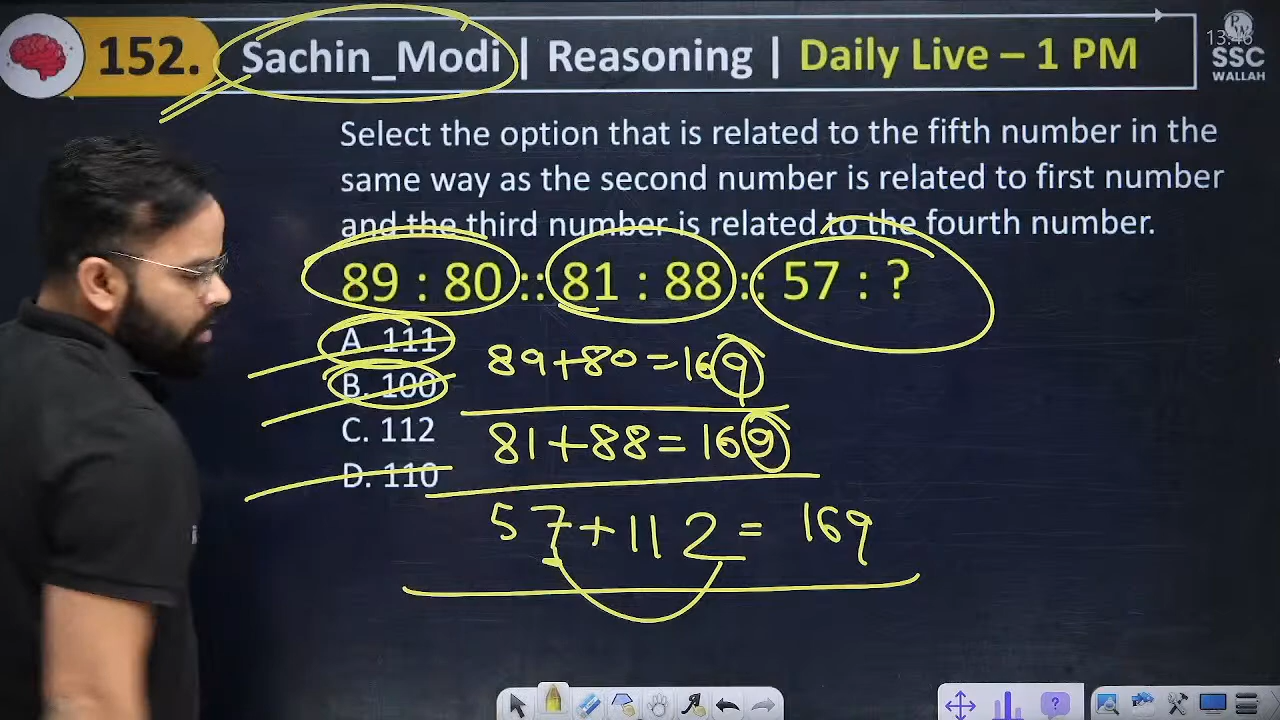 152. Sachin_Modi | Reasoning | Daily Live – 1 PM
13:46
SSC
WALLAH
Select the option that is related to the fifth number in the
same way as the second number is related to first number
and the third number is related to the fourth number.
89 : 80 :: 81 : 88 :: 57 : ?
A. 111
B. 100
C. 112
D. 110
89+80=169
81+88=169
57+112=169